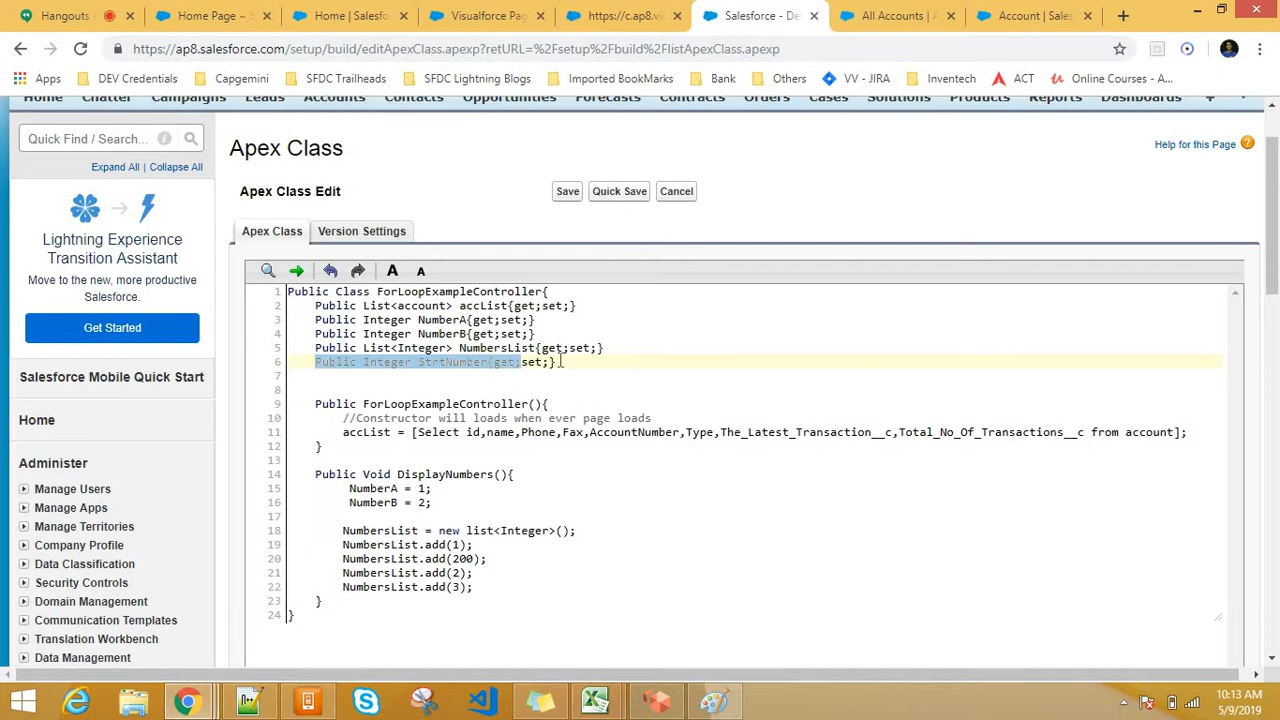 Hangouts
Home Page ~ S
Home | Salesfo
Visualforce Pag
https://c.ap8.vis
Salesforce - De
All Accounts | A
Account | Sales
https://ap8.salesforce.com/setup/build/editApexClass.apexp?retURL=%2Fsetup%2Fbuild%2FlistApexClass.apexp
Apps
DEV Credentials
Capgemini
SFDC Trailheads
SFDC Lightning Blogs
Imported BookMarks
Bank
Others
VV - JIRA
Inventech
ACT
Online Courses - A...
Home Chatter Campaigns Leads Accounts Contacts Opportunities Forecasts Contracts Orders Cases Solutions Products Reports Dashboards +
Quick Find / Search...
Expand All | Collapse All
Lightning Experience
Transition Assistant
Move to the new, more productive
Salesforce.
Get Started
Salesforce Mobile Quick Start
Home
Administer
Manage Users
Manage Apps
Manage Territories
Company Profile
Data Classification
Security Controls
Domain Management
Communication Templates
Translation Workbench
Data Management
Apex Class
Help for this Page
Apex Class Edit
Save
Quick Save
Cancel
Apex Class
Version Settings
A A
1 Public Class ForLoopExampleController{
2 Public List<account> accList{get;set;}
3 Public Integer NumberA{get;set;}
4 Public Integer NumberB{get;set;}
5 Public List<Integer> NumbersList{get;set;}
6 Public Integer StrtNumber{get;set;}
7
8
9 Public ForLoopExampleController(){
10 //Constructor will loads when ever page loads
11 accList = [Select id,name,Phone,Fax,AccountNumber,Type,The_Latest_Transaction__c,Total_No_Of_Transactions__c from account];
12 }
13
14 Public Void DisplayNumbers(){
15 NumberA = 1;
16 NumberB = 2;
17
18 NumbersList = new list<Integer>();
19 NumbersList.add(1);
20 NumbersList.add(200);
21 NumbersList.add(2);
22 NumbersList.add(3);
23 }
24 }
10:13 AM
5/9/2019